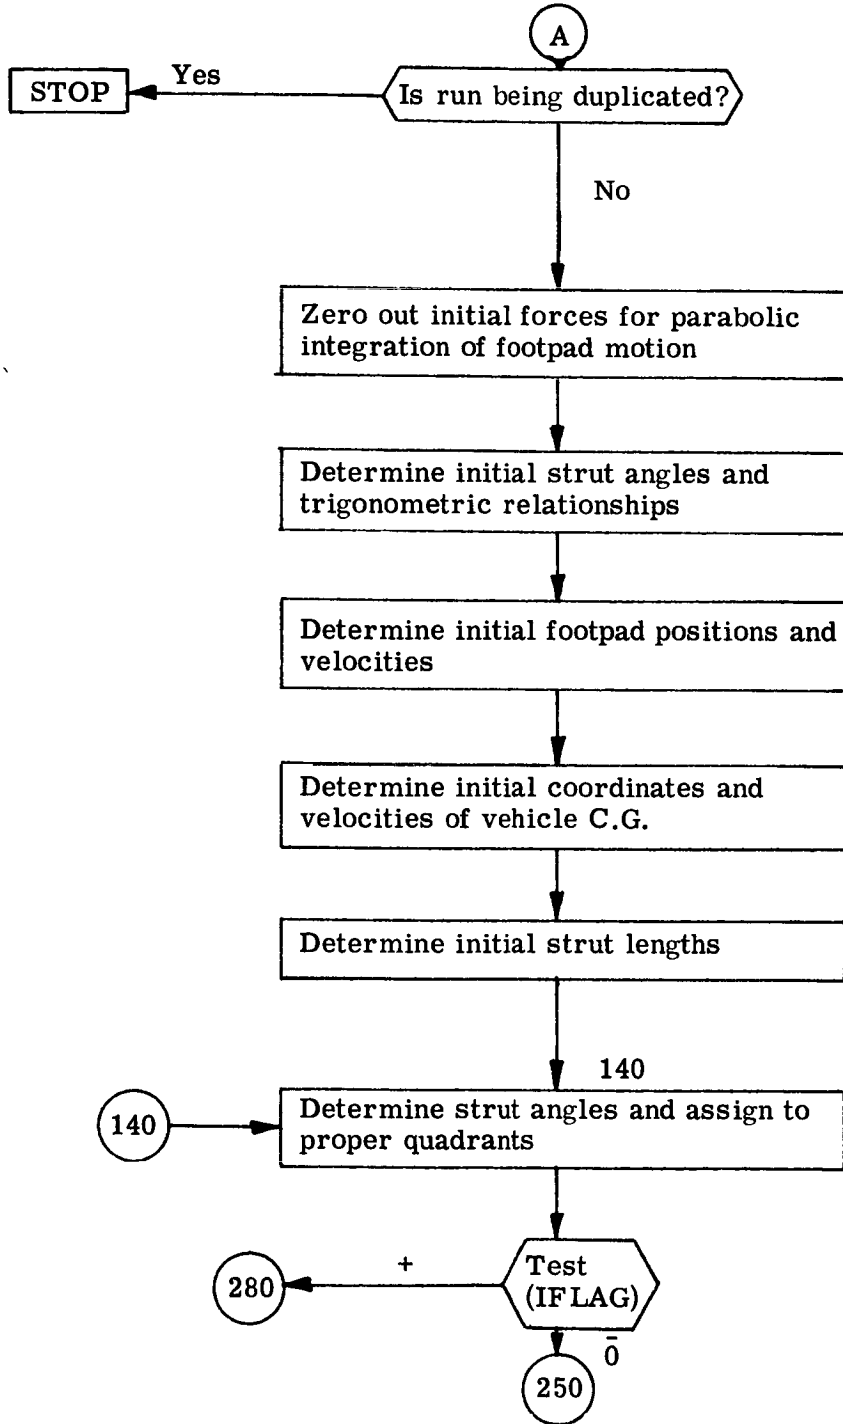 A
Yes
STOP
Is run being duplicated?
No
Zero out initial forces for parabolic
integration of footpad motion
Determine initial strut angles and
trigonometric relationships
Determine initial footpad positions and
velocities
Determine initial coordinates and
velocities of vehicle C.G.
Determine initial strut lengths
140
140
Determine strut angles and assign to
proper quadrants
+
280
Test
(IFLAG)
-
0
250